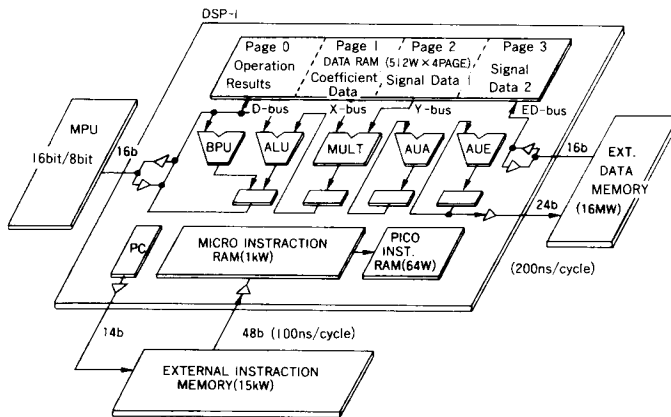 DSP-i
Page 0
Page 1
Page 2
Page 3
DATA RAM (512W × 4PAGE)
Operation
Results
Coefficient
Data
Signal Data 1
Signal
Data 2
D-bus
X-bus
Y-bus
ED-bus
MPU
16bit/8bit
16b
BPU
ALU
MULT
AUA
AUE
16b
EXT.
DATA
MEMORY
(16MW)
24b
(200ns/cycle)
PC
MICRO INSTRUCTION
RAM(1kW)
PICO
INST.
RAM(64W)
14b
48b (100ns/cycle)
EXTERNAL INSTRUCTION
MEMORY(15kW)